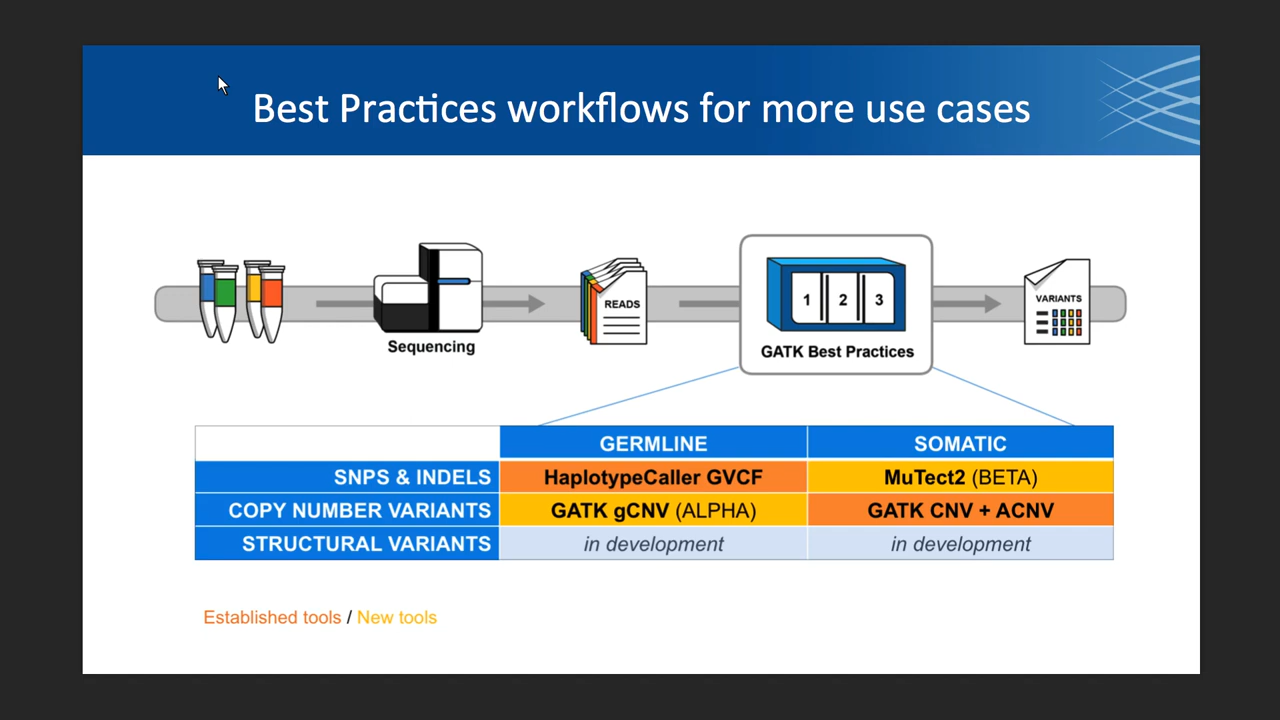 Best Practices workflows for more use cases
READS
1 2 3
VARIANTS
Sequencing
GATK Best Practices
GERMLINE SOMATIC
SNPS & INDELS HaplotypeCaller GVCF MuTect2 (BETA)
COPY NUMBER VARIANTS GATK gCNV (ALPHA) GATK CNV + ACNV
STRUCTURAL VARIANTS in development in development
Established tools / New tools